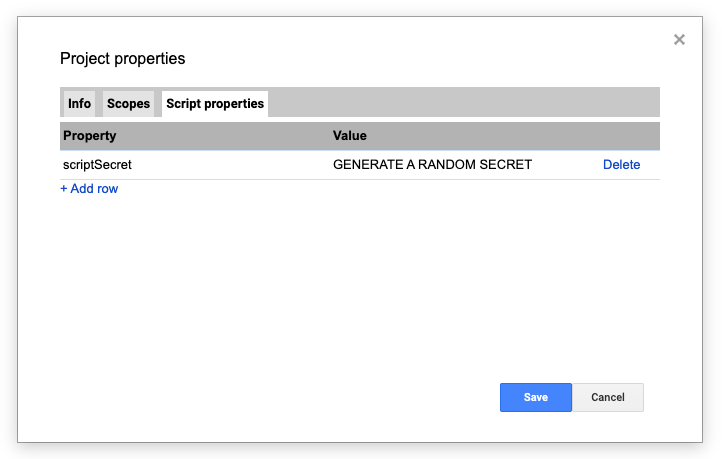 Project properties
Info Scopes Script properties
Property Value
scriptSecret GENERATE A RANDOM SECRET Delete
+ Add row
Save Cancel